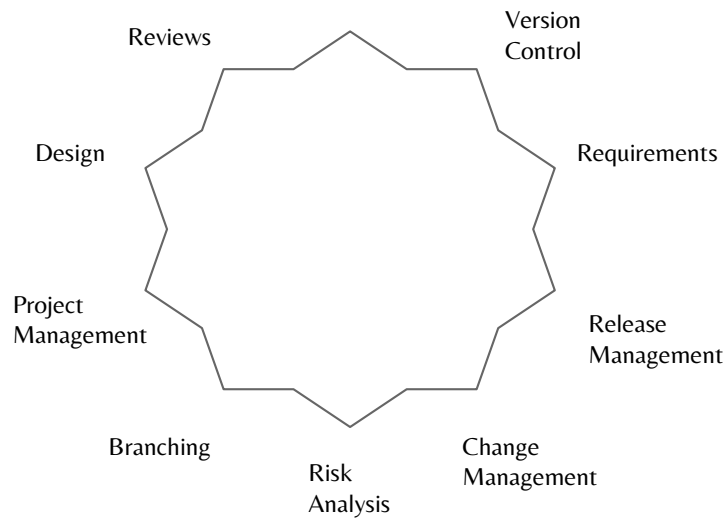 Reviews
Version
Control
Design
Requirements
Project
Management
Release
Management
Branching
Risk
Analysis
Change
Management